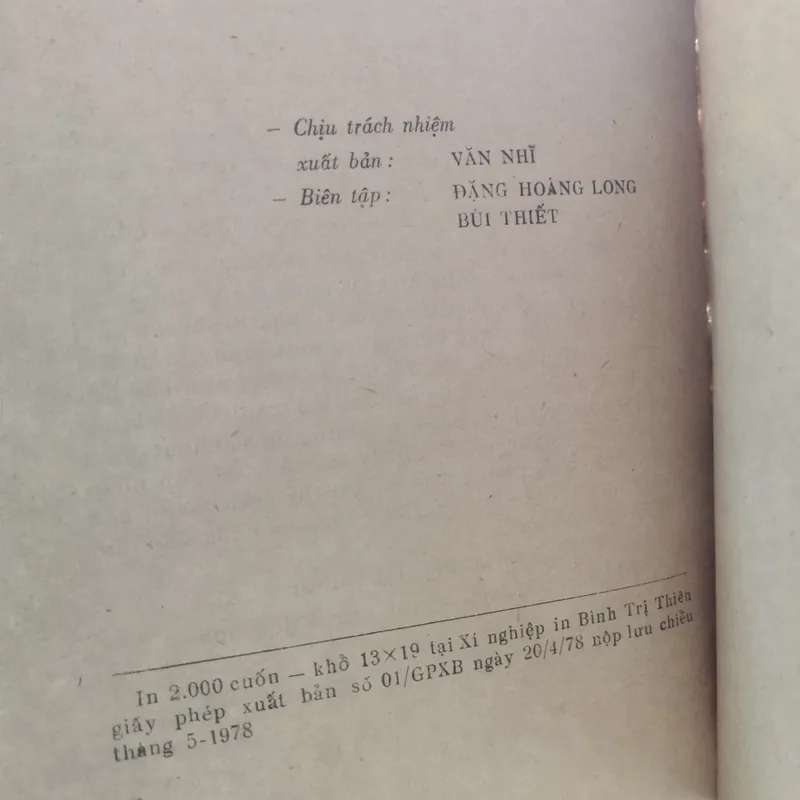 – Chịu trách nhiệm
xuất bản : VĂN NHĨ
– Biên tập : ĐẶNG HOÀNG LONG
BÙI THIẾT
In 2.000 cuốn – khổ 13×19 tại Xí nghiệp in Bình Trị Thiên
giấy phép xuất bản số 01/GPXB ngày 20/4/78 nộp lưu chiểu
tháng 5-1978